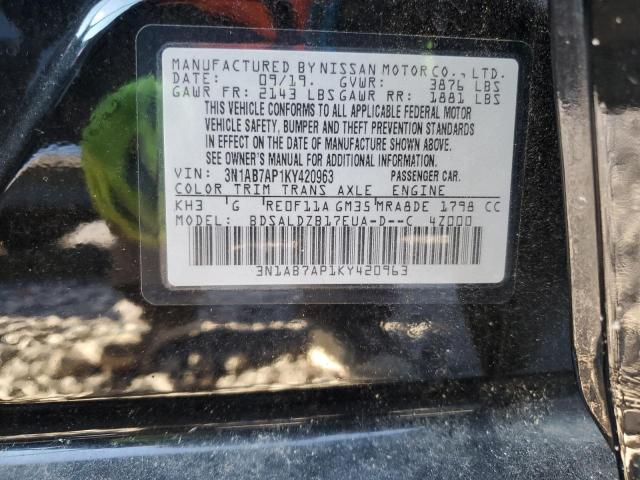 MANUFACTURED BY NISSAN MOTOR CO., LTD.
DATE: 09/19. GVWR: 3876 LBS
GAWR FR: 2143 LBS GAWR RR: 1881 LBS
THIS VEHICLE CONFORMS TO ALL APPLICABLE FEDERAL MOTOR
VEHICLE SAFETY, BUMPER AND THEFT PREVENTION STANDARDS
IN EFFECT ON THE DATE OF MANUFACTURE SHOWN ABOVE.
SEE OWNER'S MANUAL FOR ADDITIONAL INFORMATION.
VIN: 3N1AB7AP1KY420963 PASSENGER CAR.
COLOR TRIM TRANS AXLE ENGINE
KH3 G RE0F11A GM35 MRA8DE 1798 CC
MODEL: BDSALDZB17EUA-D--C 4Z000
3N1AB7AP1KY420963